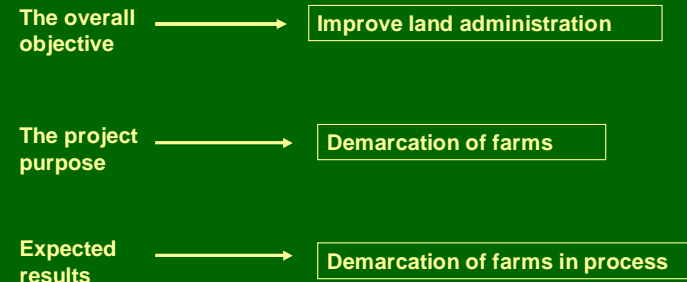 The overall
objective
Improve land administration
The project
purpose
Demarcation of farms
Expected
results
Demarcation of farms in process